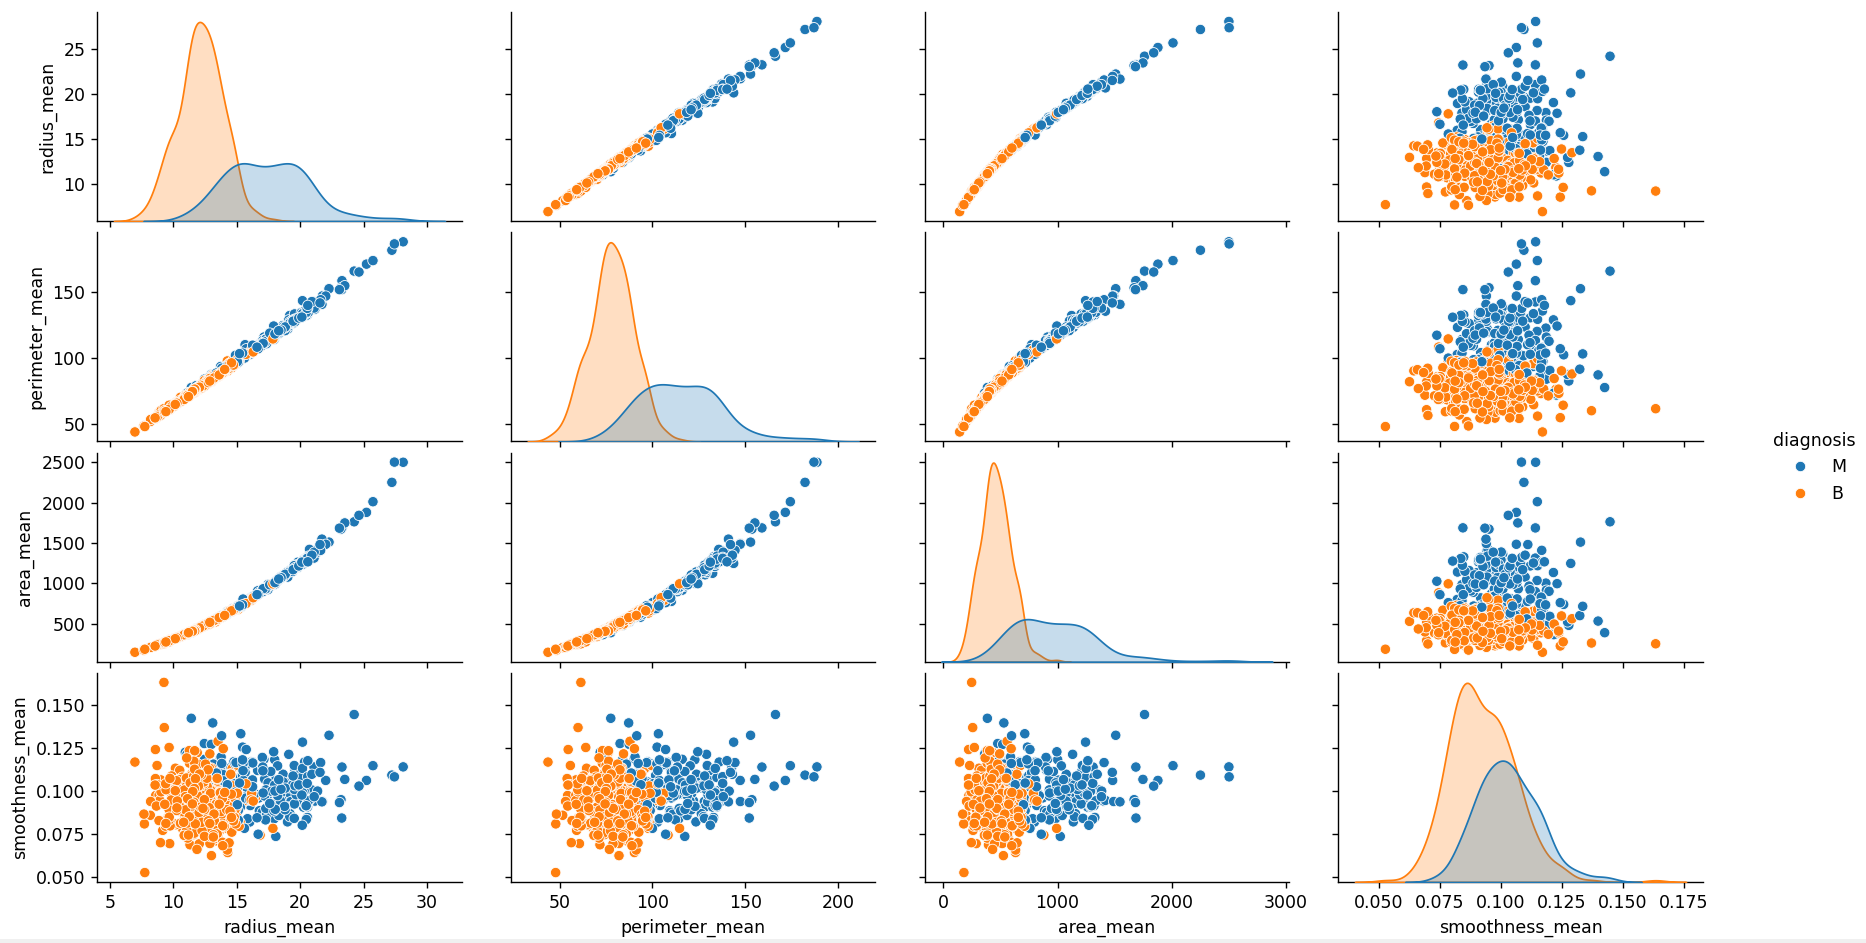 radius_mean
25
20
15
10
perimeter_mean
150
100
50
area_mean
2500
2000
1500
1000
500
smoothness_mean
0.150
0.125
0.100
0.075
0.050
5 10 15 20 25 30
radius_mean
50 100 150 200
perimeter_mean
0 1000 2000 3000
area_mean
0.050 0.075 0.100 0.125 0.150 0.175
smoothness_mean
diagnosis
M
B